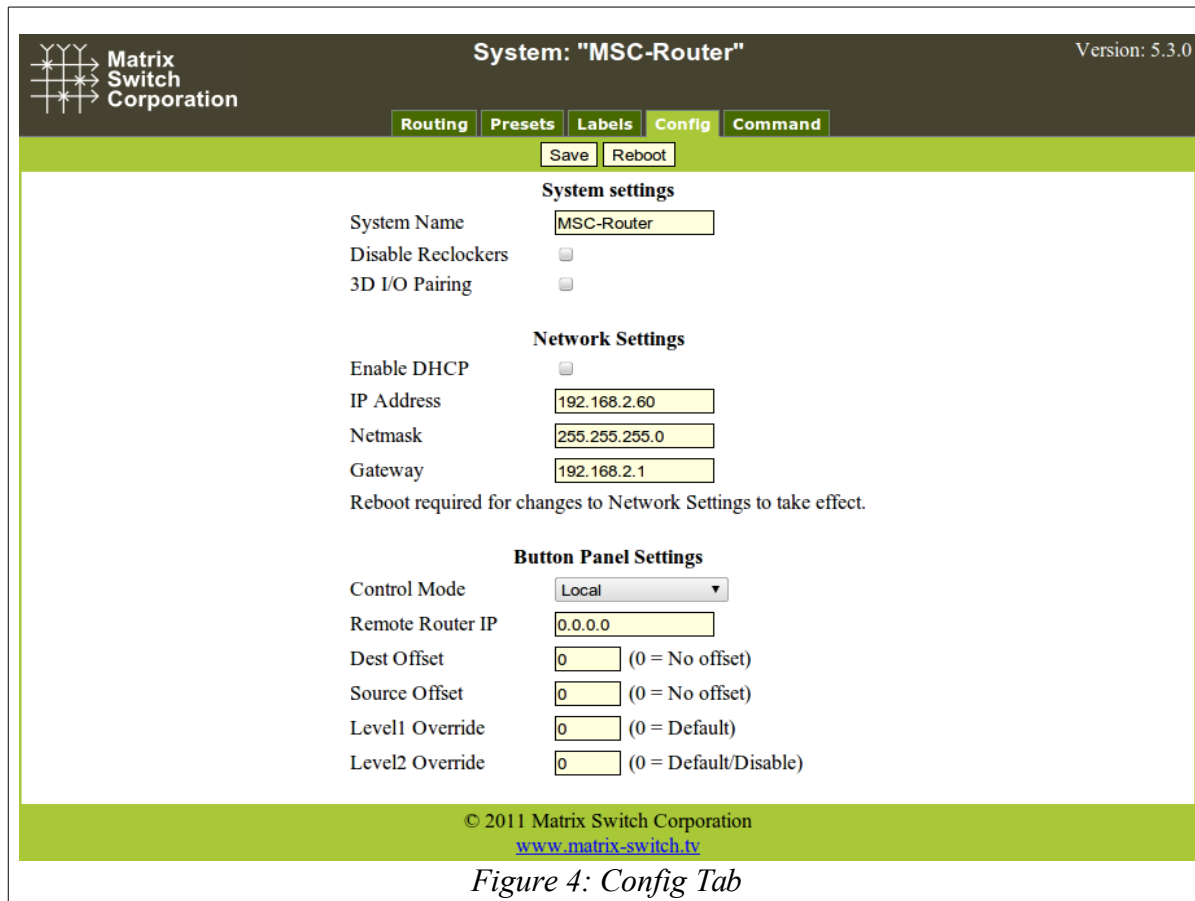 Matrix
Switch
Corporation
System: "MSC-Router"
Version: 5.3.0
Routing Presets Labels Config Command
Save Reboot
System settings
System Name MSC-Router
Disable Reclockers
3D I/O Pairing
Network Settings
Enable DHCP
IP Address 192.168.2.60
Netmask 255.255.255.0
Gateway 192.168.2.1
Reboot required for changes to Network Settings to take effect.
Button Panel Settings
Control Mode Local
Remote Router IP 0.0.0.0
Dest Offset 0 (0 = No offset)
Source Offset 0 (0 = No offset)
Level1 Override 0 (0 = Default)
Level2 Override 0 (0 = Default/Disable)
© 2011 Matrix Switch Corporation
www.matrix-switch.tv
Figure 4: Config Tab